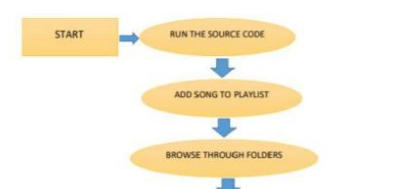 START
RUN THE SOURCE CODE
ADD SONG TO PLAYLIST
BROWSE THROUGH FOLDERS